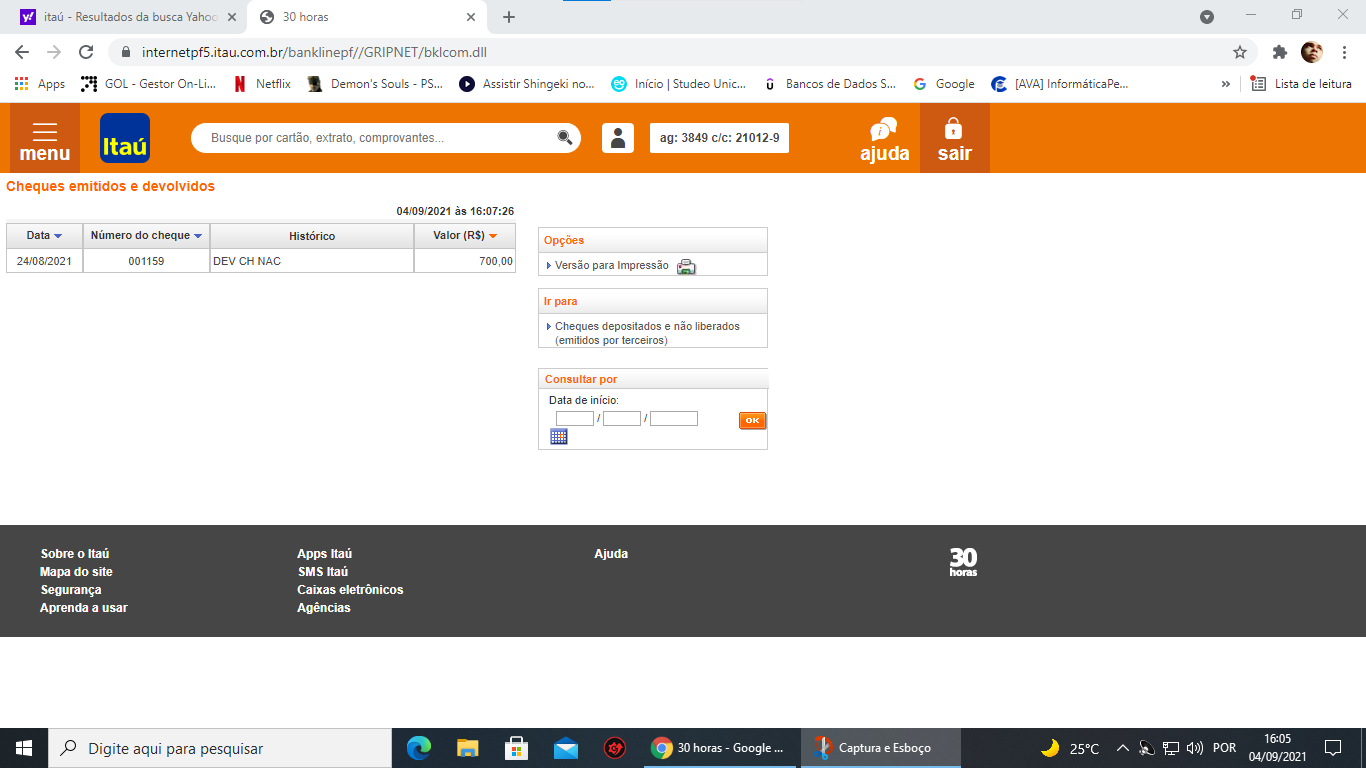 itaú - Resultados da busca Yahoo
30 horas
internetpf5.itau.com.br/banklinepf//GRIPNET/bklcom.dll
Apps
GOL - Gestor On-Li...
Netflix
Demon's Souls - PS...
Assistir Shingeki no...
Início | Studeo Unic...
Bancos de Dados S...
Google
[AVA] InformáticaPe...
»
Lista de leitura
menu
Itaú
Busque por cartão, extrato, comprovantes...
ag: 3849 c/c: 21012-9
ajuda
sair
Cheques emitidos e devolvidos
04/09/2021 às 16:07:26
Data
Número do cheque
Histórico
Valor (R$)
24/08/2021
001159
DEV CH NAC
700,00
Opções
Versão para Impressão
Ir para
Cheques depositados e não liberados
(emitidos por terceiros)
Consultar por
Data de início:
/ /
OK
Sobre o Itaú
Mapa do site
Segurança
Aprenda a usar
Apps Itaú
SMS Itaú
Caixas eletrônicos
Agências
Ajuda
30
horas
Digite aqui para pesquisar
30 horas - Google ...
Captura e Esboço
25°C
POR
16:05
04/09/2021